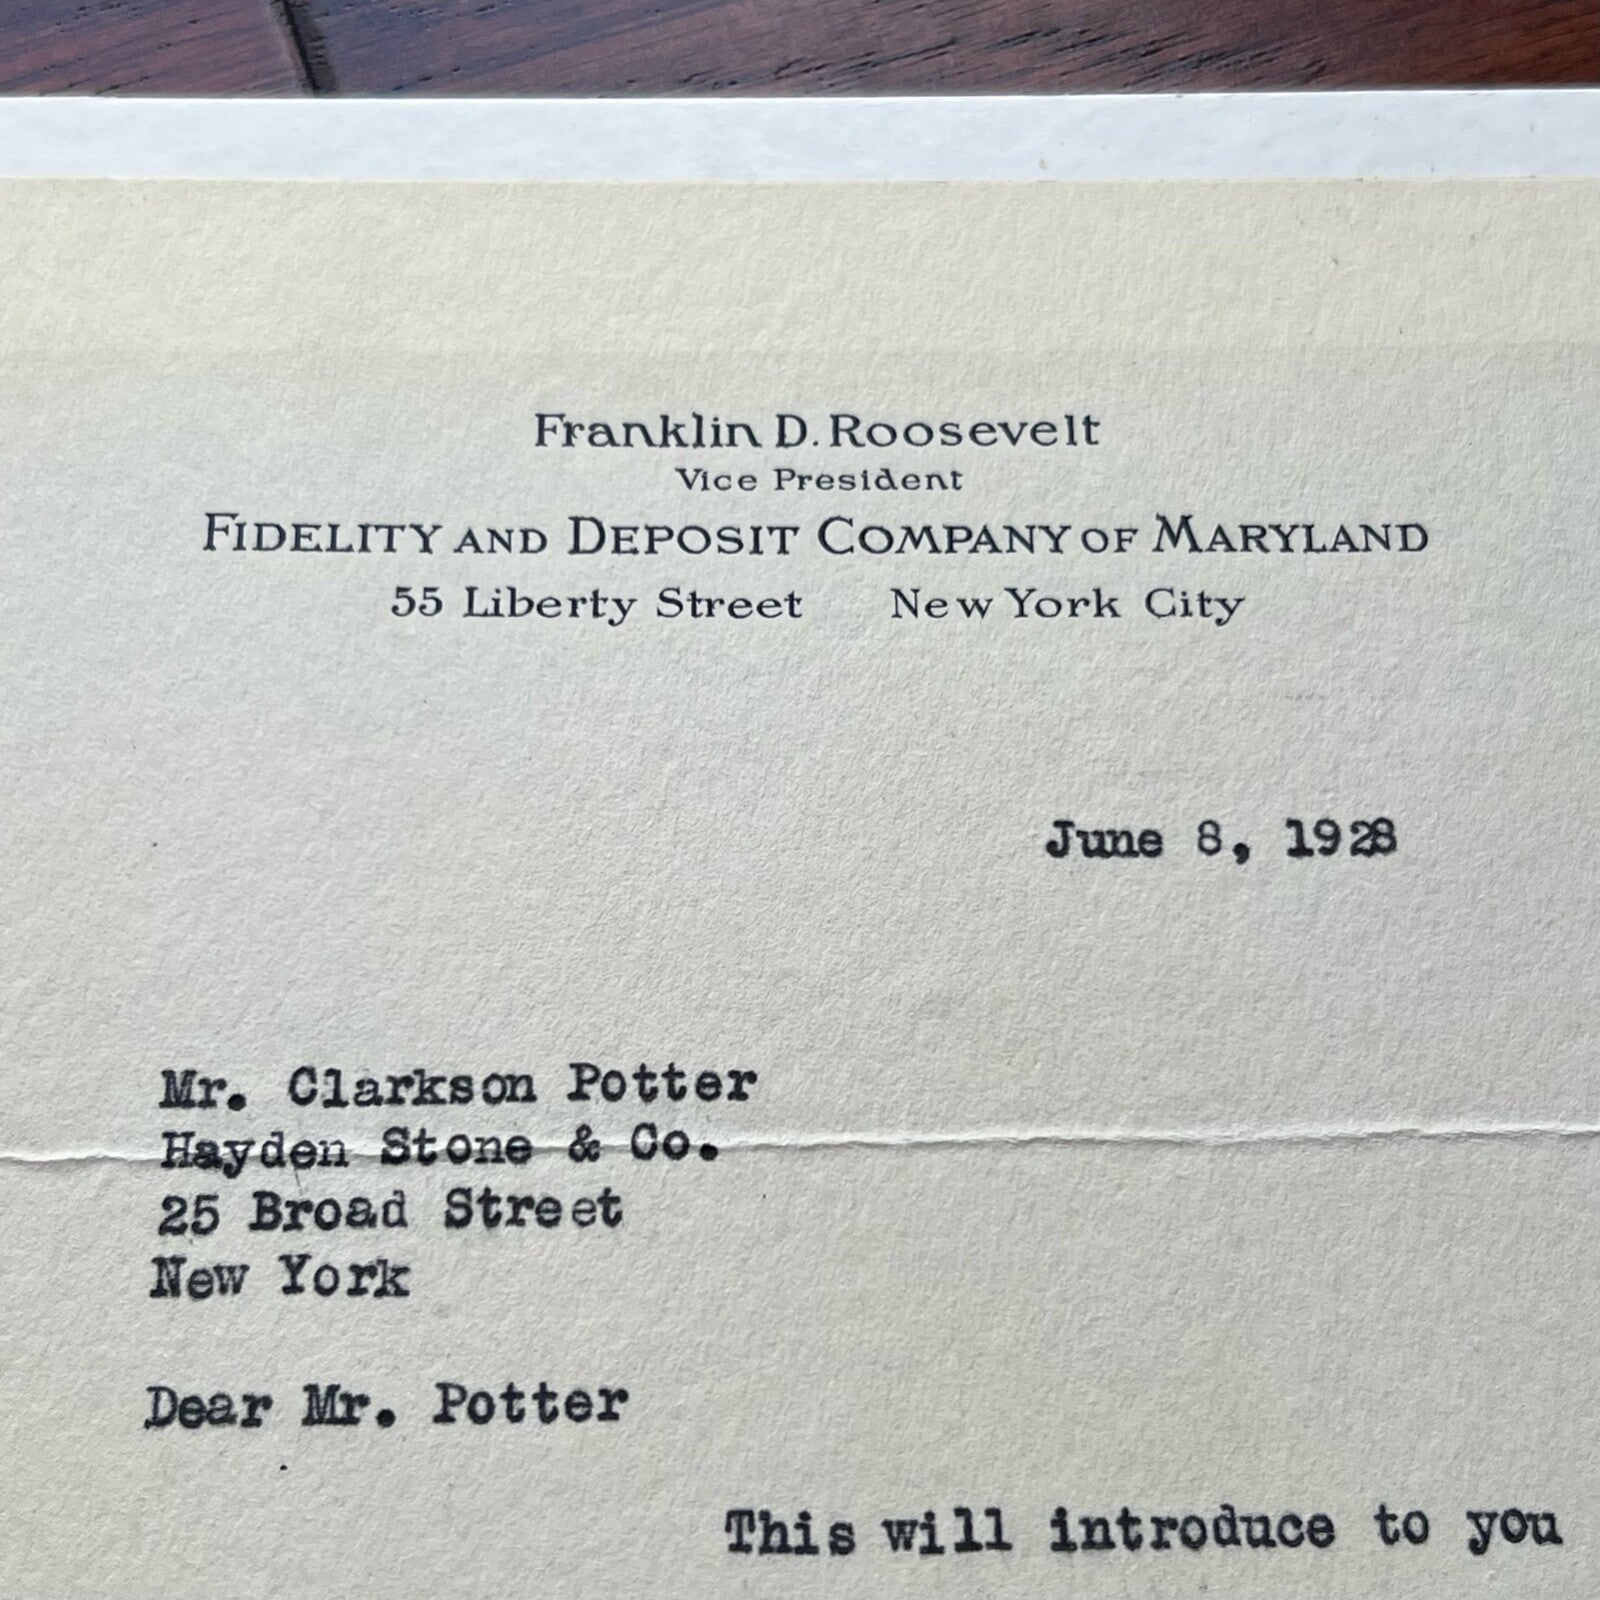 Franklin D. Roosevelt
Vice President
FIDELITY AND DEPOSIT COMPANY OF MARYLAND
55 Liberty Street New York City
June 8, 1928
Mr. Clarkson Potter
Hayden Stone & Co.
25 Broad Street
New York
Dear Mr. Potter
This will introduce to you